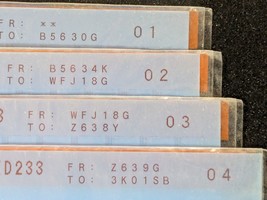 FR: **
TO: B5630G 01
FR: B5634K
TO: WFJ18G 02
FR: WFJ18G
TO: Z638Y 03
D233 FR: Z639G
TO: 3K01SB 04